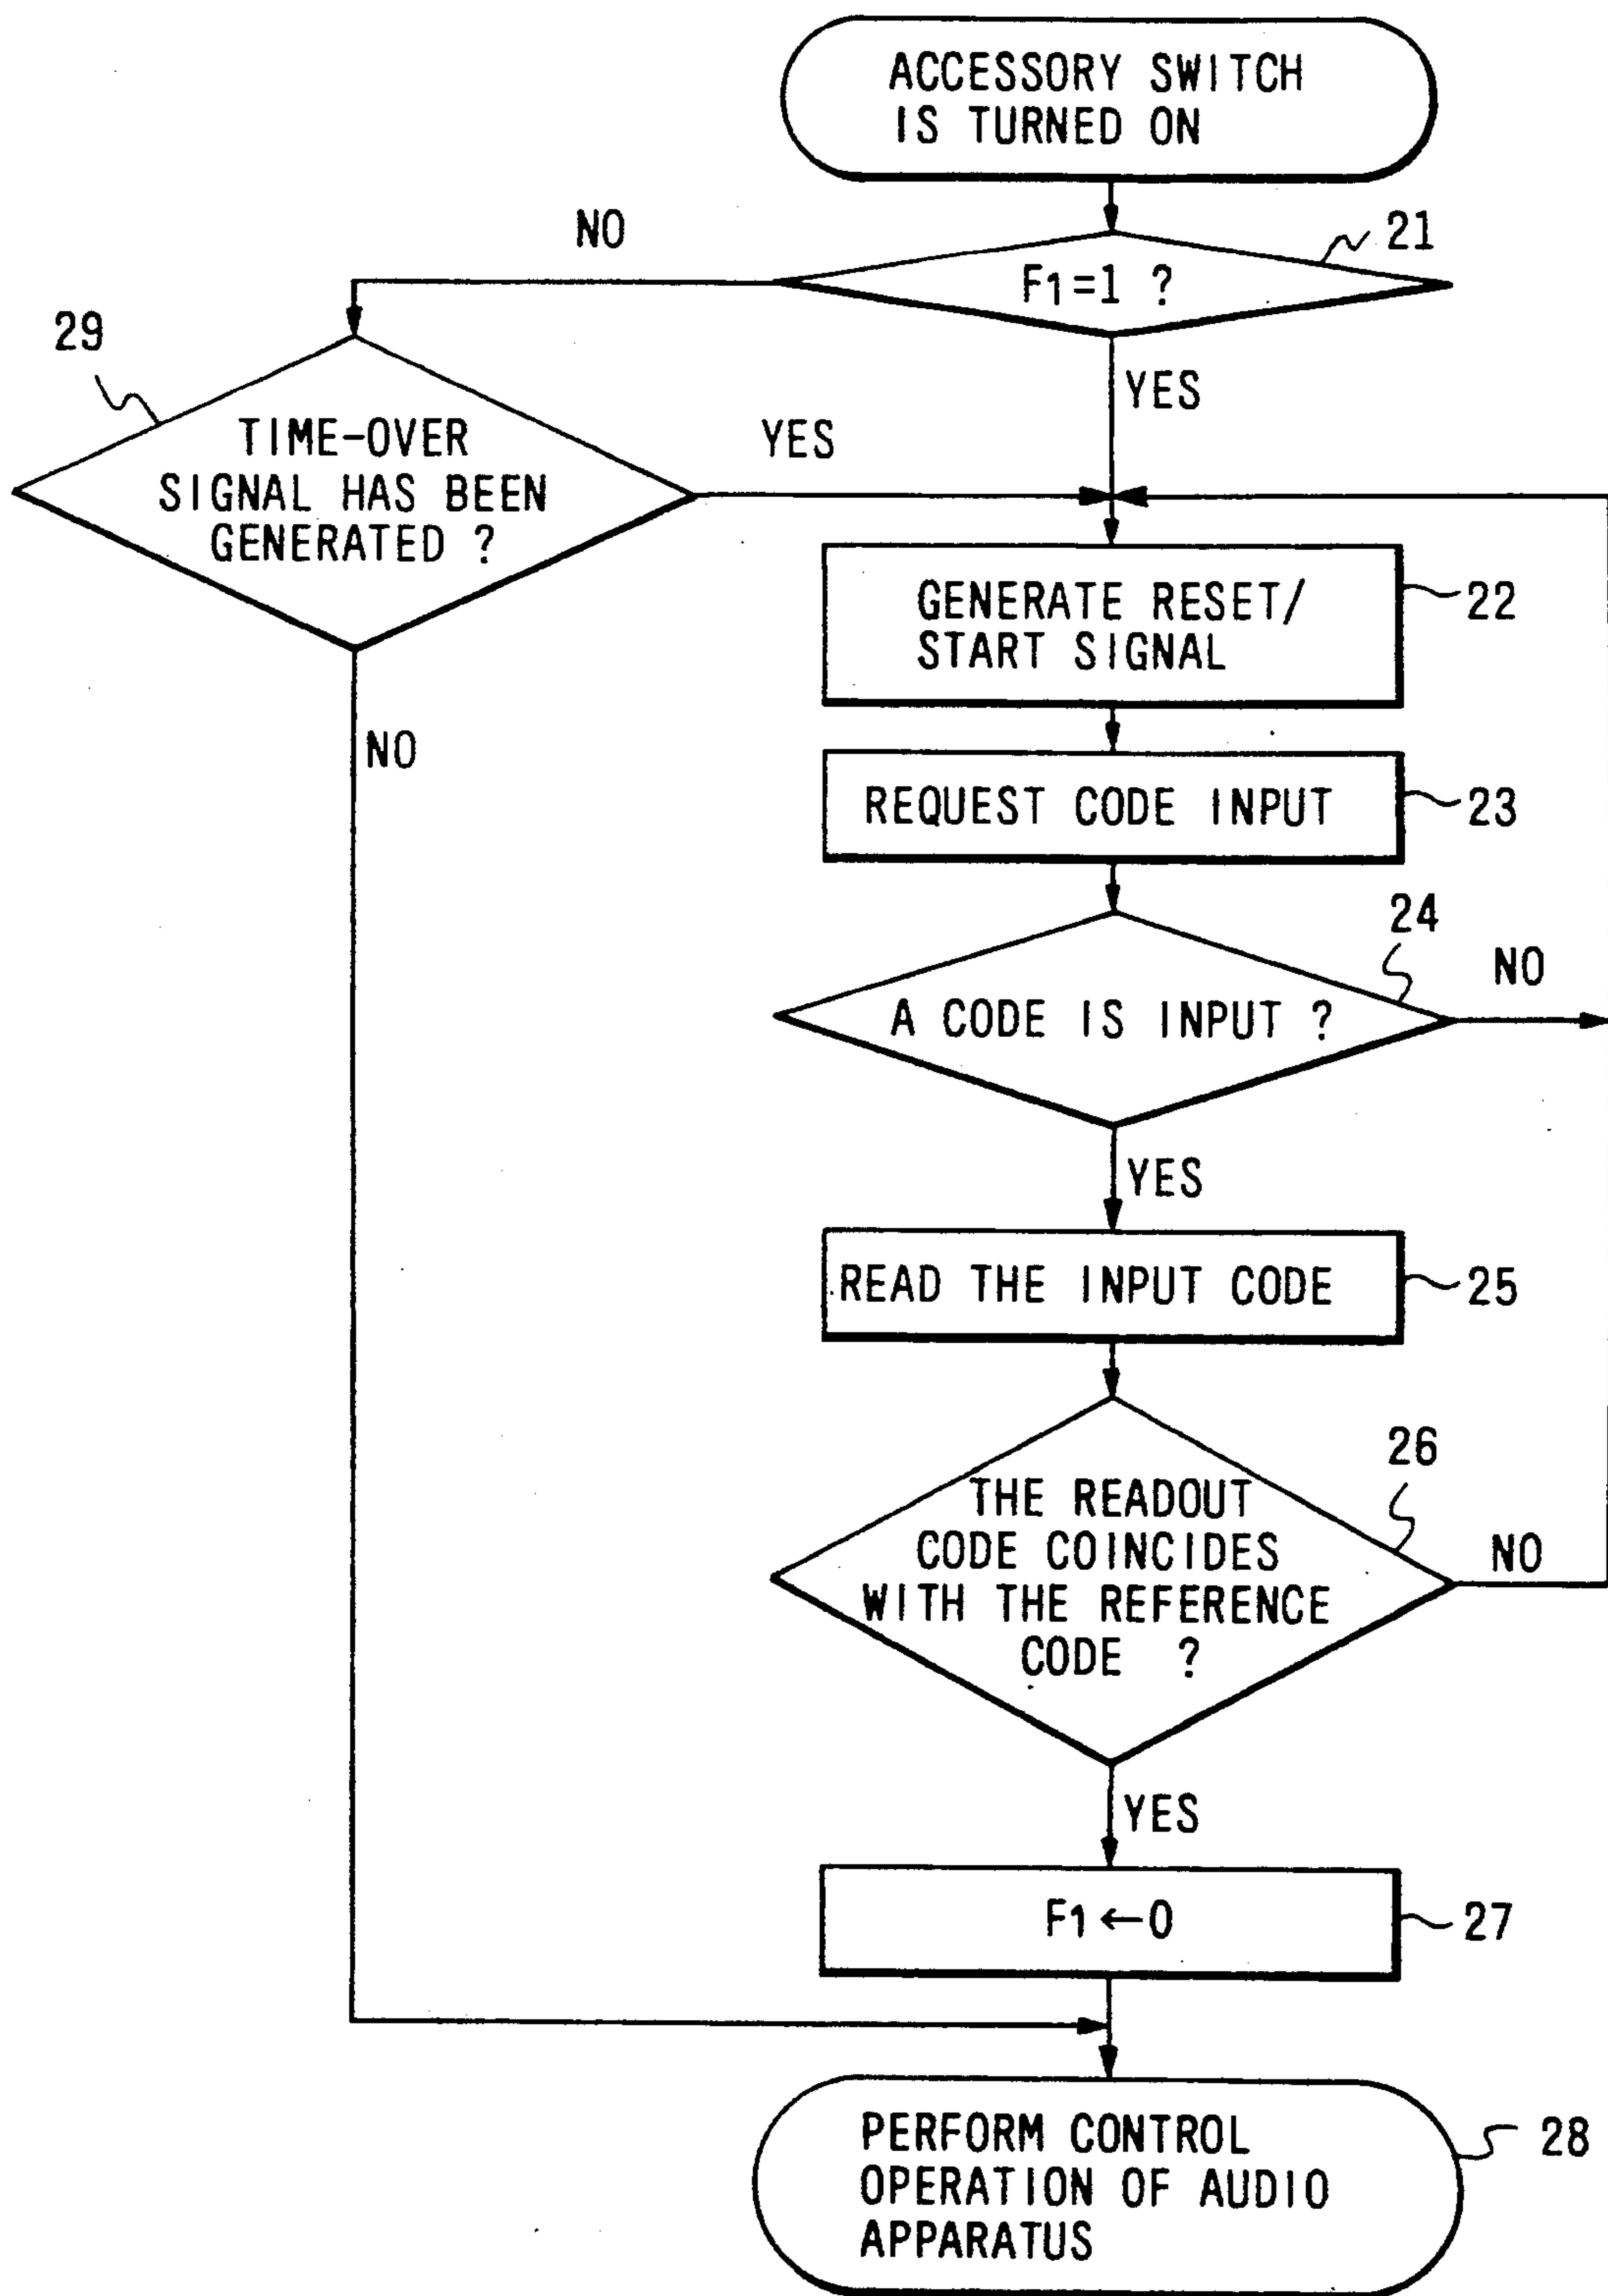 ACCESSORY SWITCH
IS TURNED ON
NO
21
F1=1 ?
29
YES
TIME-OVER
SIGNAL HAS BEEN
GENERATED ?
YES
GENERATE RESET/
START SIGNAL
22
NO
REQUEST CODE INPUT
23
24
NO
A CODE IS INPUT ?
YES
READ THE INPUT CODE
25
26
THE READOUT
CODE COINCIDES
WITH THE REFERENCE
CODE ?
NO
YES
F1←0
27
PERFORM CONTROL
OPERATION OF AUDIO
APPARATUS
28